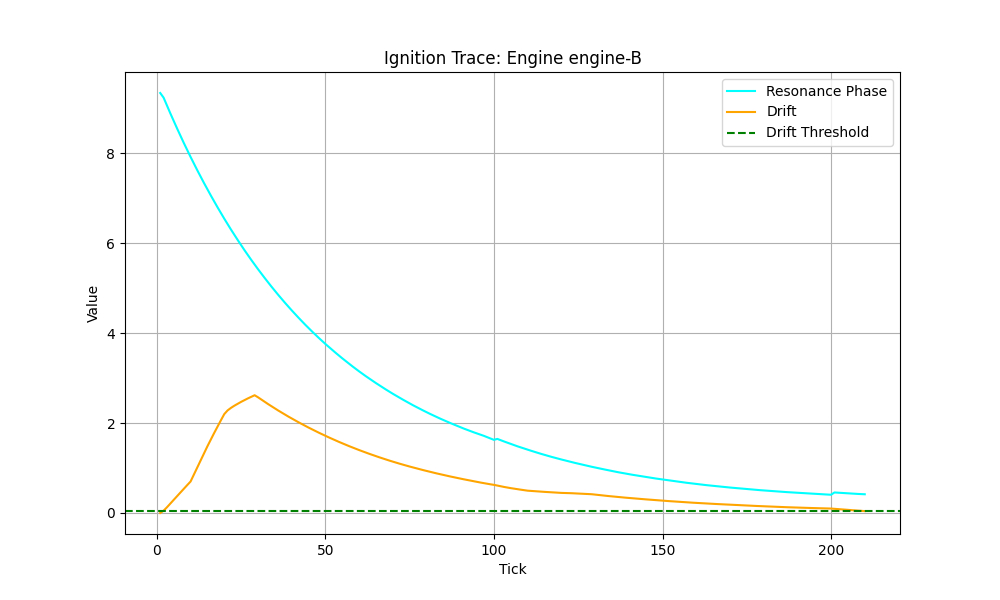 Ignition Trace: Engine engine-B
Resonance Phase
Drift
Drift Threshold
Value
8
6
4
2
0
0 50 100 150 200
Tick